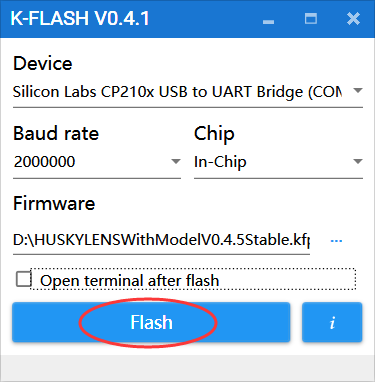 K-FLASH V0.4.1
Device
Silicon Labs CP210x USB to UART Bridge (COM
Baud rate
Chip
2000000
In-Chip
Firmware
D:\HUSKYLENSWithModelV0.4.5Stable.kfp
...
Open terminal after flash
Flash
i